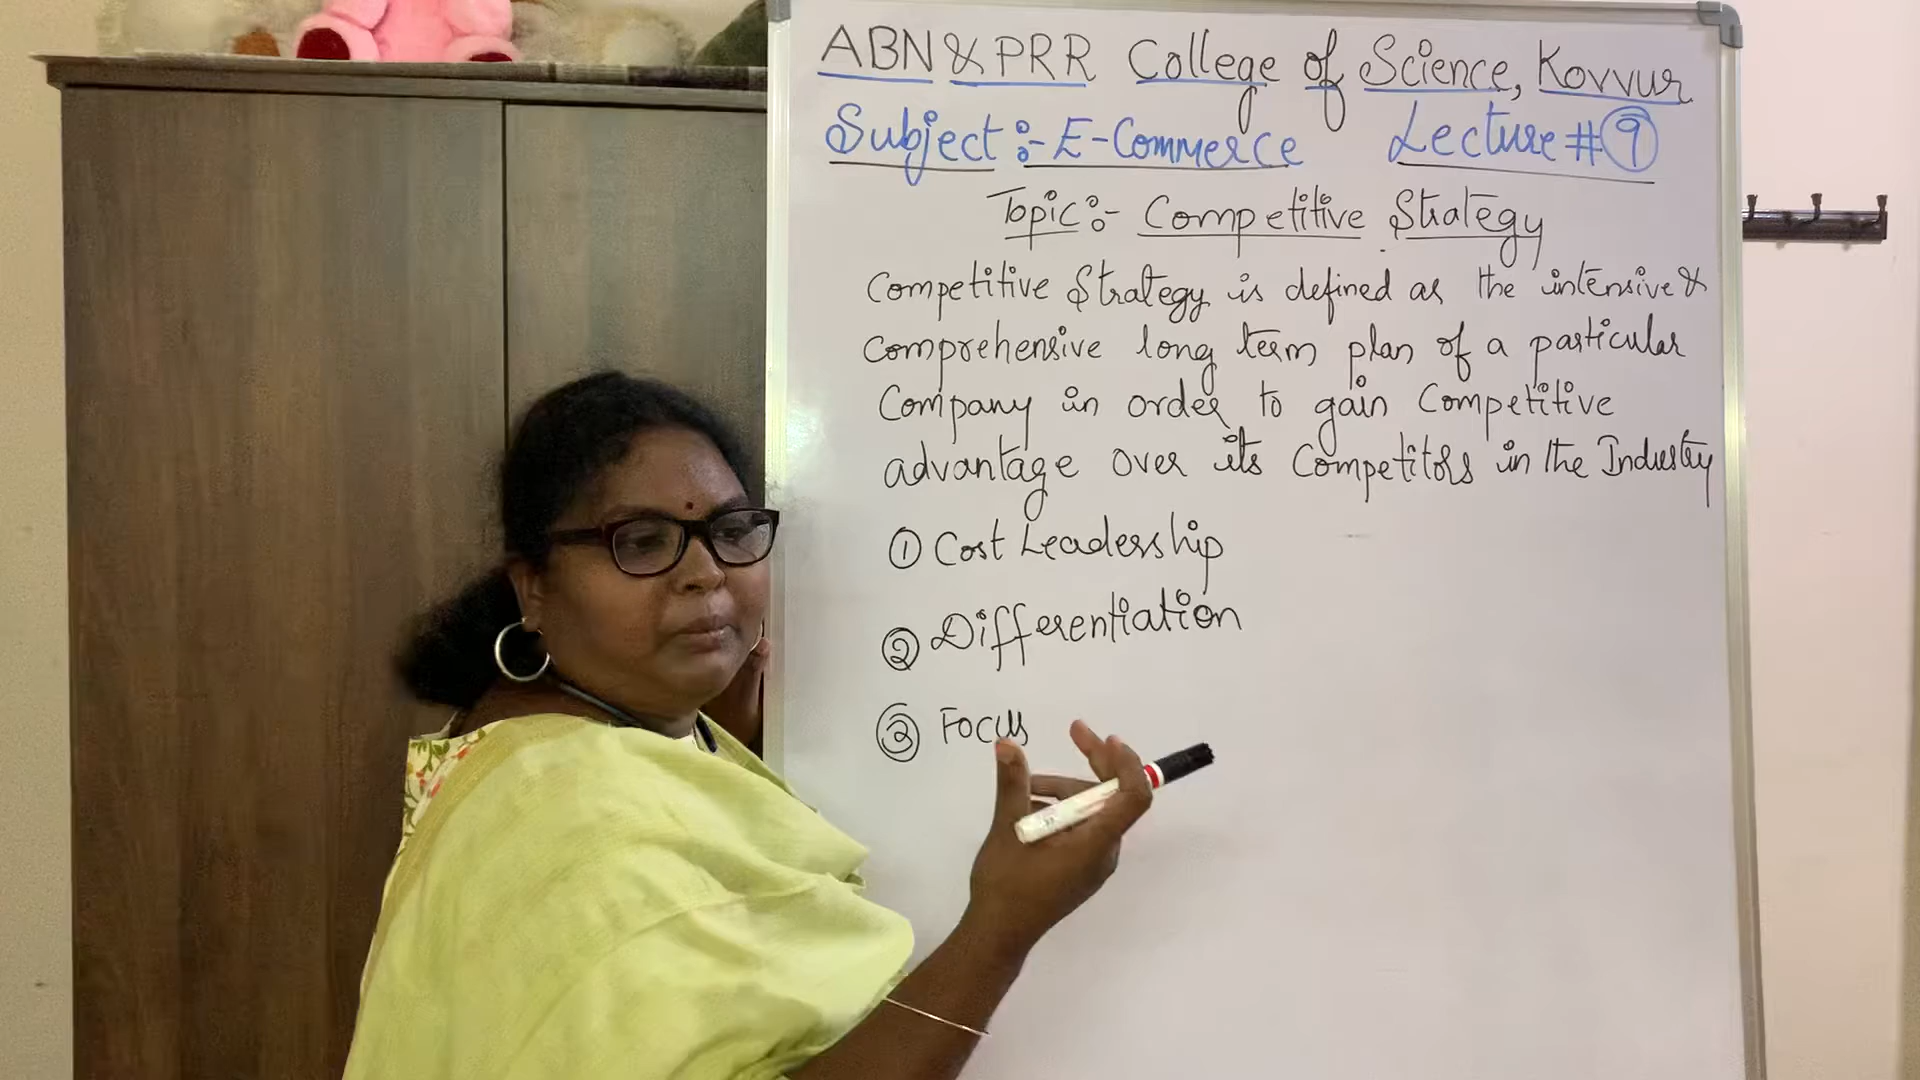 ABN & PRR College of Science, Kovvur
Subject :- E-Commerce Lecture # 9
Topic :- Competitive Strategy
Competitive Strategy is defined as the intensive &
comprehensive long term plan of a particular
Company in order to gain Competitive
advantage over its Competitors in the Industry
① Cost Leadership
② Differentiation
③ Focus